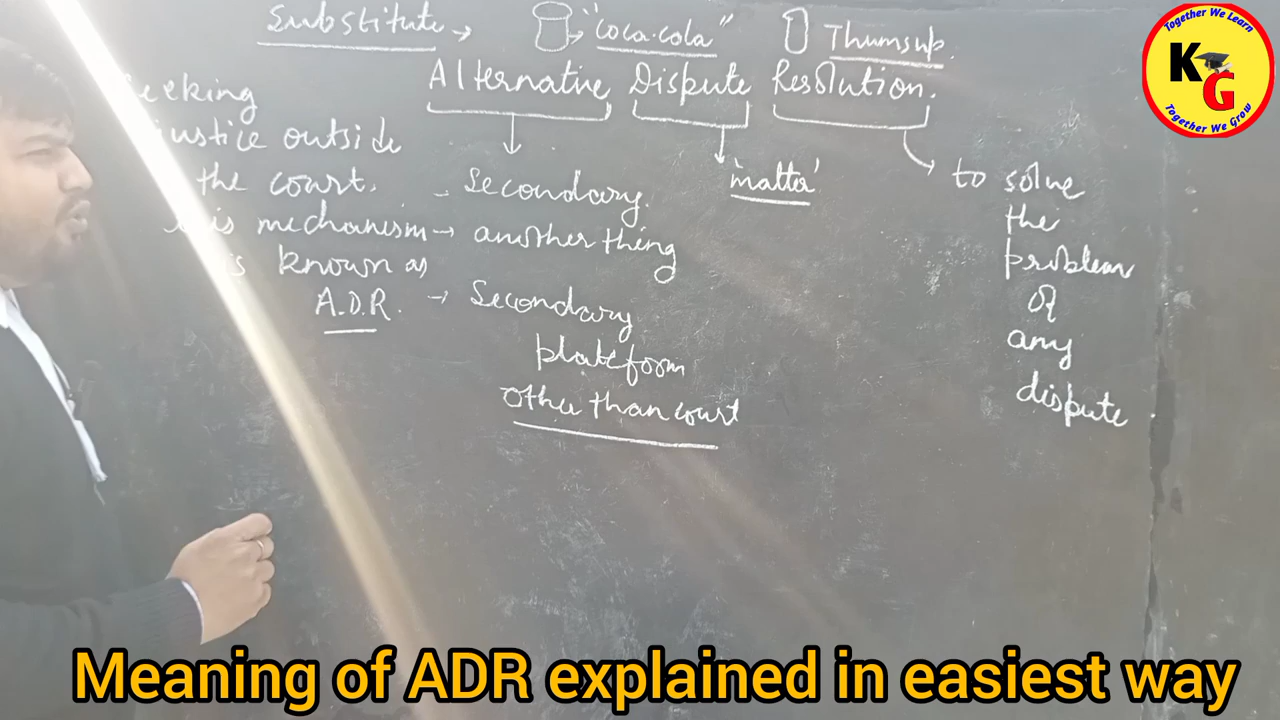 Substitute → "Coca-cola" Thumsup.
Alternative Dispute Resolution.
eeking
justice outside
the court.
is mechanism
is known as
A.D.R.
- Secondary.
→ another thing
→ Secondary
plateform
Other than court
'matter'
to solve
the
problem
of
any
dispute.
Together We Learn
KG
Together We Grow
Meaning of ADR explained in easiest way